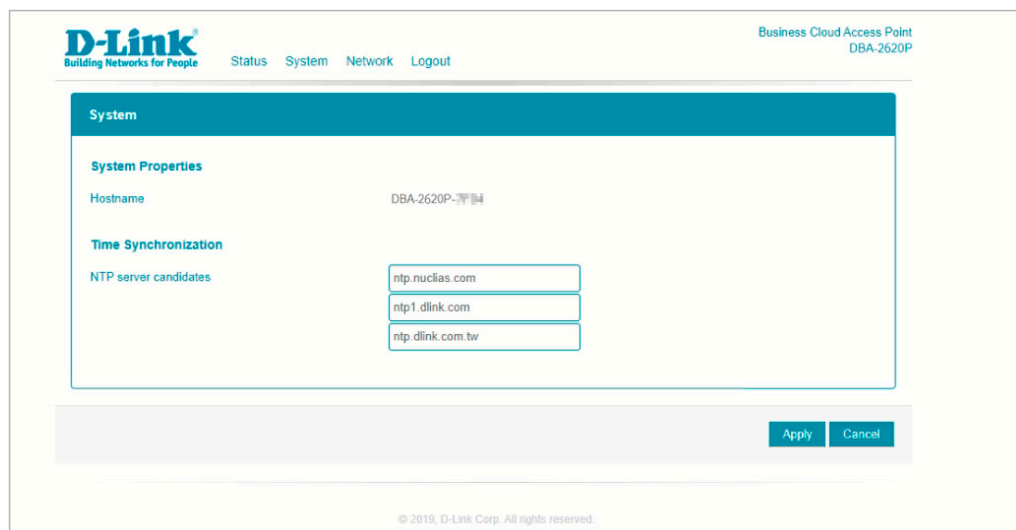 D-Link
Building Networks for People
Status System Network Logout
Business Cloud Access Point
DBA-2620P
System
System Properties
Hostname DBA-2620P-
Time Synchronization
NTP server candidates ntp.nuclias.com
ntp1.dlink.com
ntp.dlink.com.tw
Apply Cancel
© 2019, D-Link Corp. All rights reserved.